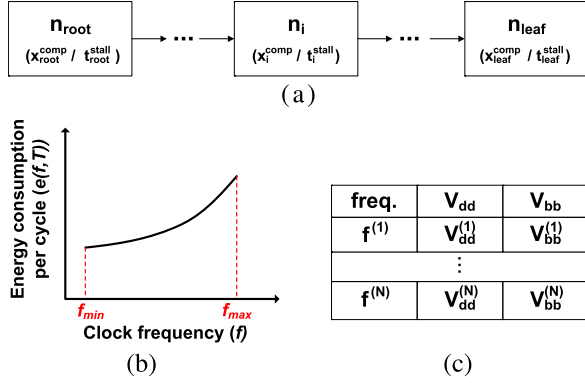 n_root ... n_i ... n_leaf
(x_root^comp / t_root^stall) (x_i^comp / t_i^stall) (x_leaf^comp / t_leaf^stall)
(a)
Energy consumption
per cycle (e(f,T))
f_min f_max
Clock frequency (f)
(b)
freq. V_dd V_bb
f^(1) V_dd^(1) V_bb^(1)
⋮
f^(N) V_dd^(N) V_bb^(N)
(c)